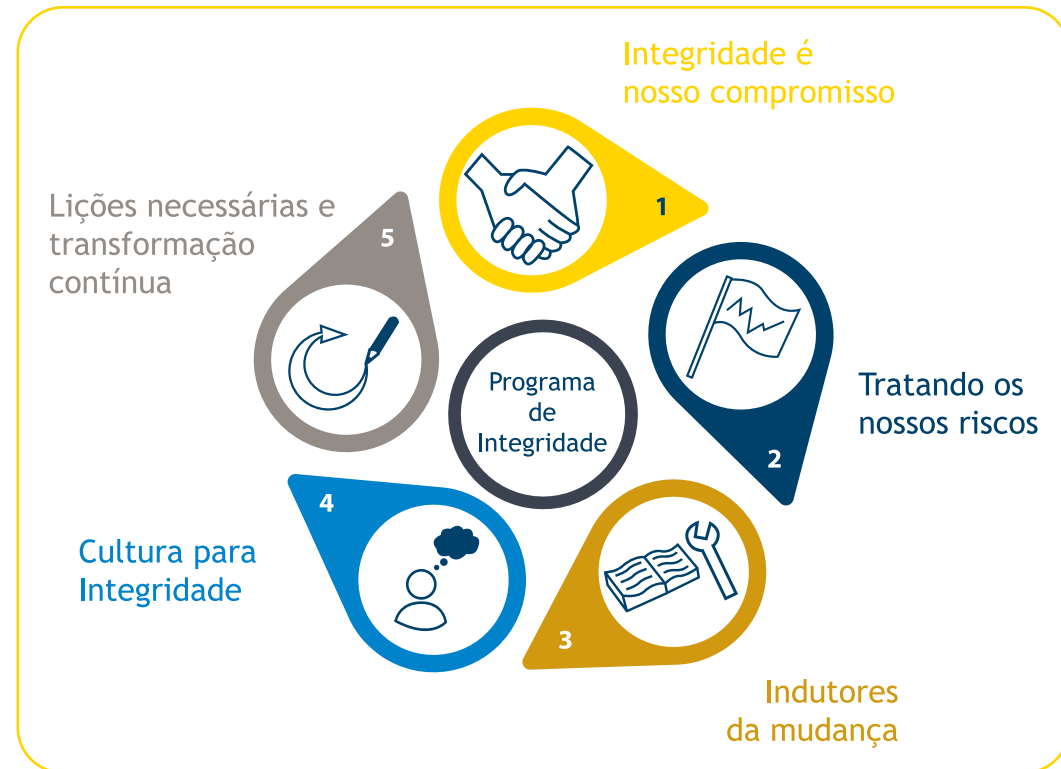 Integridade é
nosso compromisso
1
Tratando os
nossos riscos
2
Indutores
da mudança
3
Cultura para
Integridade
4
Lições necessárias e
transformação
contínua
5
Programa
de
Integridade